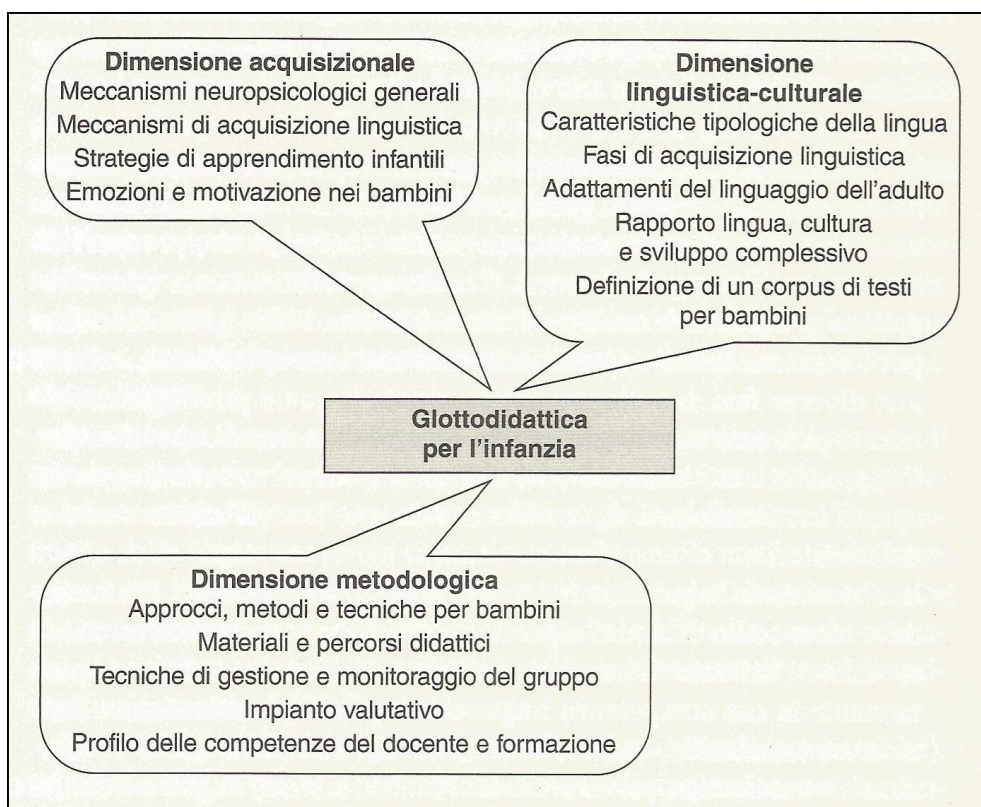 Dimensione acquisizionale
Meccanismi neuropsicologici generali
Meccanismi di acquisizione linguistica
Strategie di apprendimento infantili
Emozioni e motivazione nei bambini
Dimensione
linguistica-culturale
Caratteristiche tipologiche della lingua
Fasi di acquisizione linguistica
Adattamenti del linguaggio dell'adulto
Rapporto lingua, cultura
e sviluppo complessivo
Definizione di un corpus di testi
per bambini
Glottodidattica
per l'infanzia
Dimensione metodologica
Approcci, metodi e tecniche per bambini
Materiali e percorsi didattici
Tecniche di gestione e monitoraggio del gruppo
Impianto valutativo
Profilo delle competenze del docente e formazione